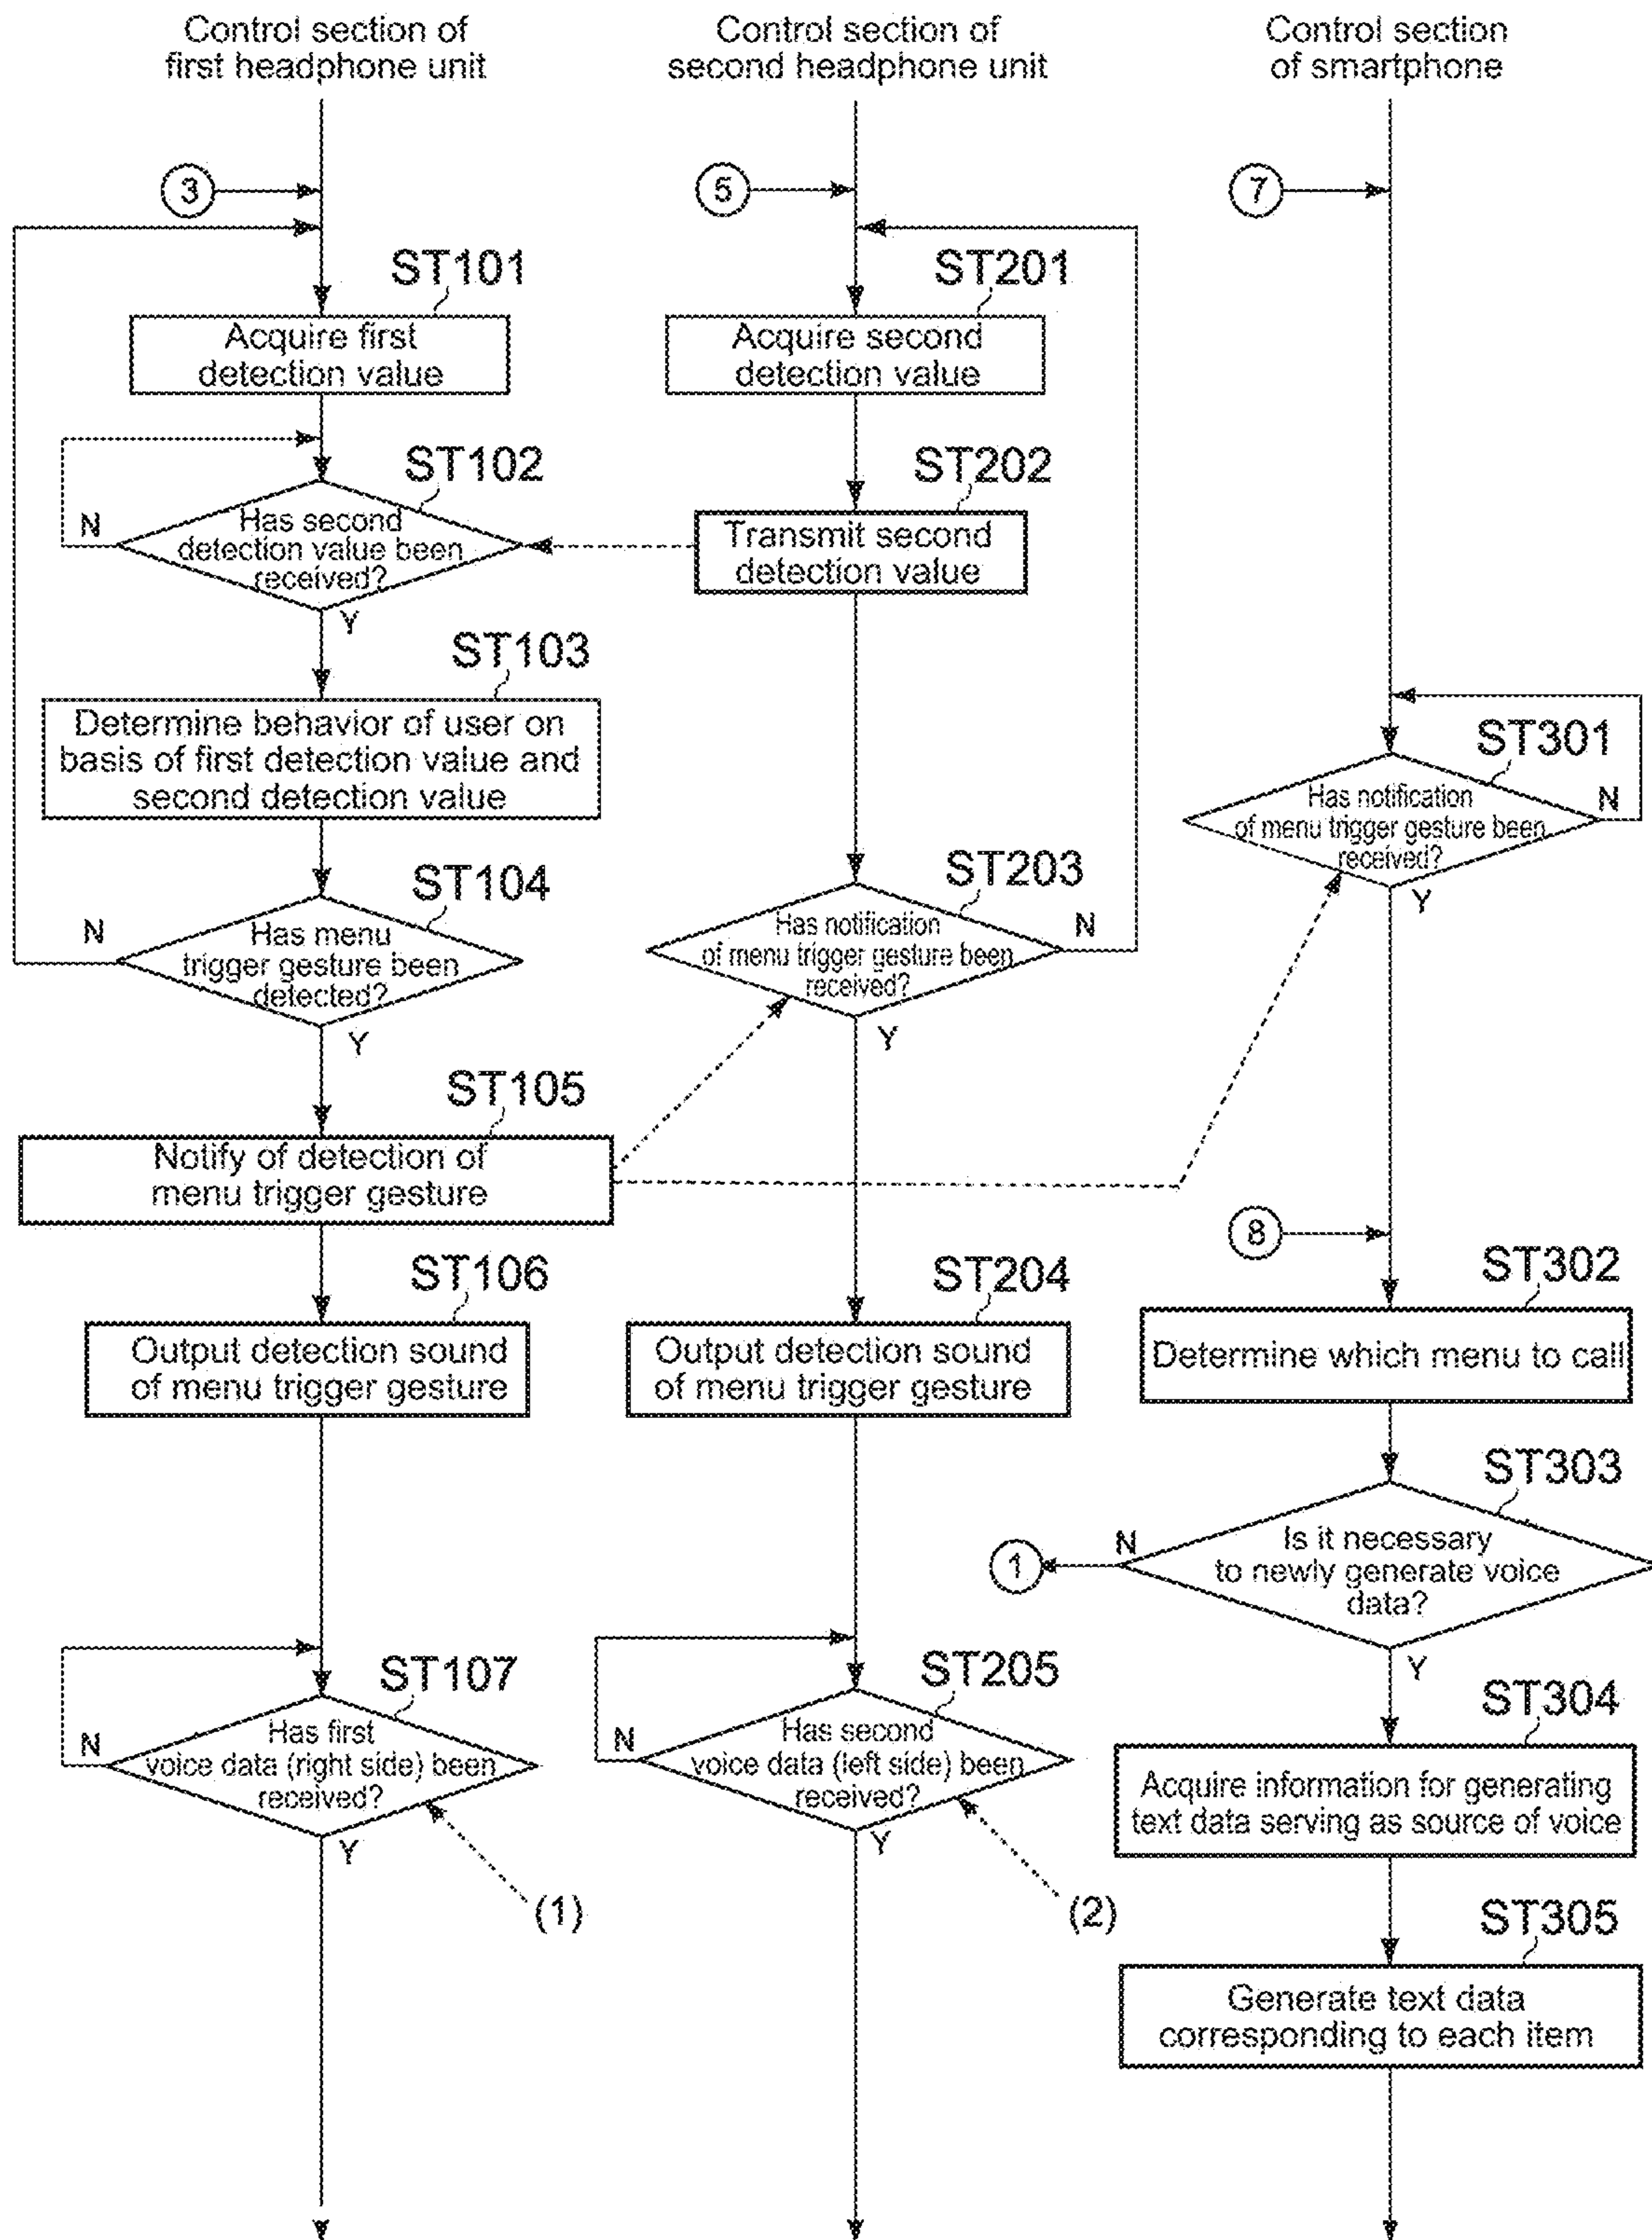 Control section of
first headphone unit
Control section of
second headphone unit
Control section
of smartphone
3
5
7
ST101
Acquire first
detection value
ST201
Acquire second
detection value
ST102
Has second
detection value been
received?
N
Y
ST202
Transmit second
detection value
ST103
Determine behavior of user on
basis of first detection value and
second detection value
ST301
Has notification
of menu trigger gesture been
received?
N
Y
ST104
Has menu
trigger gesture been
detected?
N
Y
ST203
Has notification
of menu trigger gesture been
received?
N
Y
ST105
Notify of detection of
menu trigger gesture
8
ST106
Output detection sound
of menu trigger gesture
ST204
Output detection sound
of menu trigger gesture
ST302
Determine which menu to call
ST303
Is it necessary
to newly generate voice
data?
N
1
Y
ST107
Has first
voice data (right side) been
received?
N
Y
(1)
ST205
Has second
voice data (left side) been
received?
N
Y
(2)
ST304
Acquire information for generating
text data serving as source of voice
ST305
Generate text data
corresponding to each item